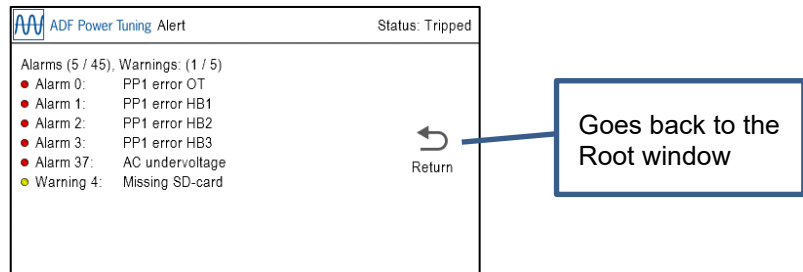 ADF Power Tuning Alert Status: Tripped
Alarms (5 / 45), Warnings: (1 / 5)
Alarm 0: PP1 error OT
Alarm 1: PP1 error HB1
Alarm 2: PP1 error HB2
Alarm 3: PP1 error HB3
Alarm 37: AC undervoltage
Warning 4: Missing SD-card
Return
Goes back to the
Root window